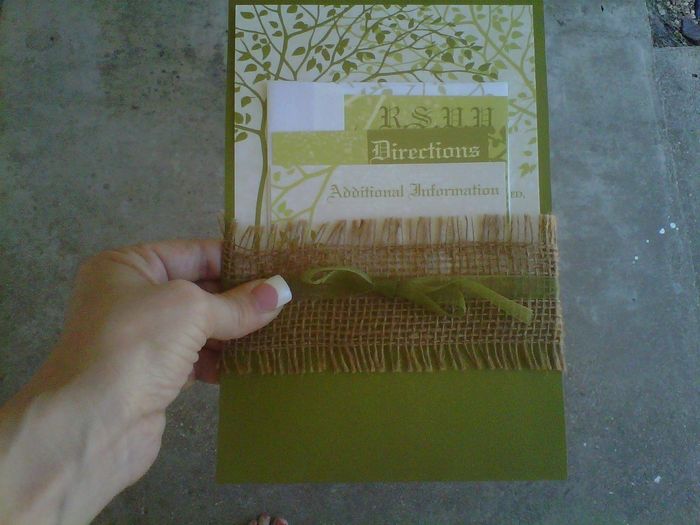 R.S.V.P
Directions
Additional Information